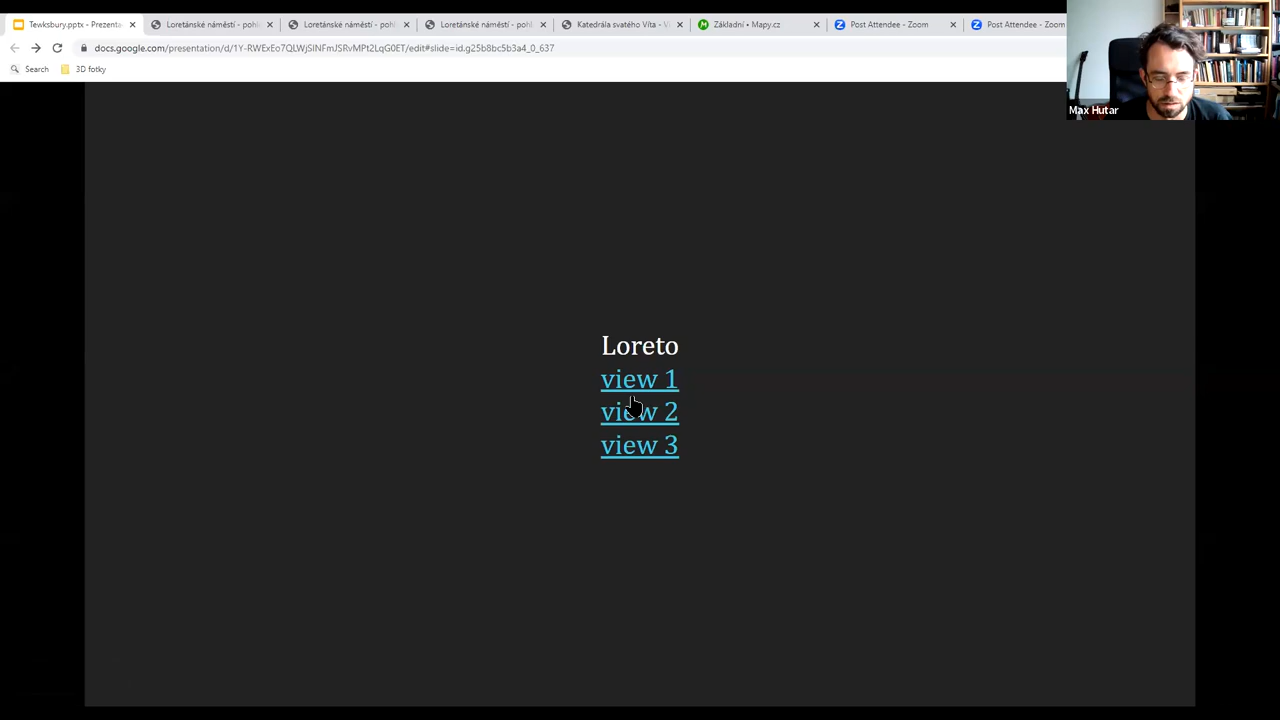 Tewksbury.pptx - Prezenta
Loretánské náměstí - pohl
Loretánské náměstí - pohl
Loretánské náměstí - pohl
Katedrála svatého Víta - V
Základní • Mapy.cz
Post Attendee - Zoom
Post Attendee - Zoom
docs.google.com/presentation/d/1Y-RWExEo7QLWjSINFmJSRvMPt2LqG0ET/edit#slide=id.g25b8bc5b3a4_0_637
Search
3D fotky
Max Hutar
Loreto
view 1
view 2
view 3